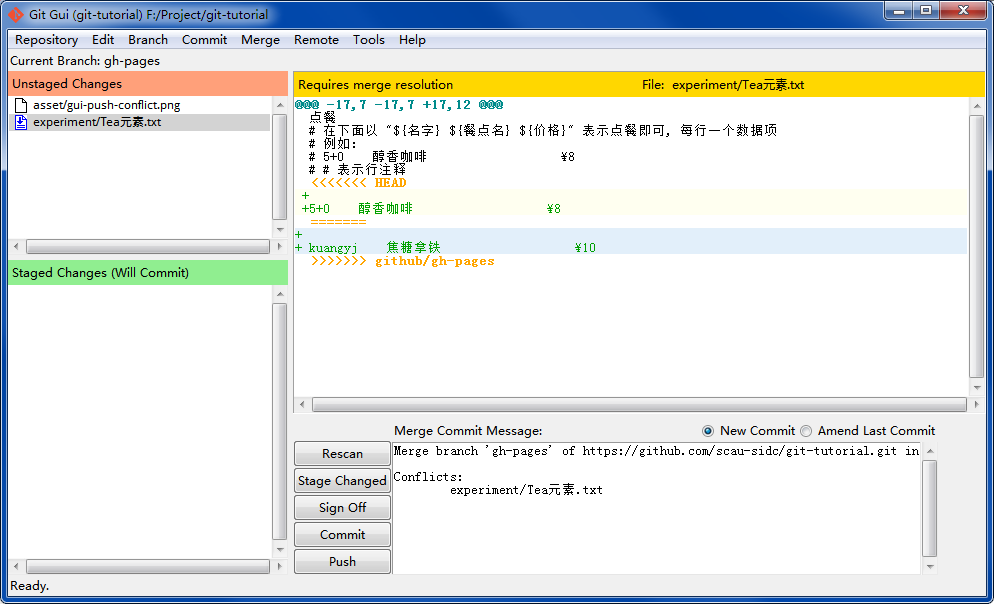 Git Gui (git-tutorial) F:/Project/git-tutorial
Repository Edit Branch Commit Merge Remote Tools Help
Current Branch: gh-pages
Unstaged Changes
asset/gui-push-conflict.png
experiment/Tea元素.txt
Staged Changes (Will Commit)
Requires merge resolution File: experiment/Tea元素.txt
@@@ -17,7 -17,7 +17,12 @@@
点餐
# 在下面以 "${名字} ${餐点名} ${价格}" 表示点餐即可, 每行一个数据项
# 例如:
# 5+0 醇香咖啡 ¥8
# # 表示行注释
<<<<<<< HEAD
+
+5+0 醇香咖啡 ¥8
=======
+
+ kuangyj 焦糖拿铁 ¥10
>>>>>>> github/gh-pages
Merge Commit Message: New Commit Amend Last Commit
Rescan
Stage Changed
Sign Off
Commit
Push
Merge branch 'gh-pages' of https://github.com/scau-sidc/git-tutorial.git in
Conflicts:
experiment/Tea元素.txt
Ready.